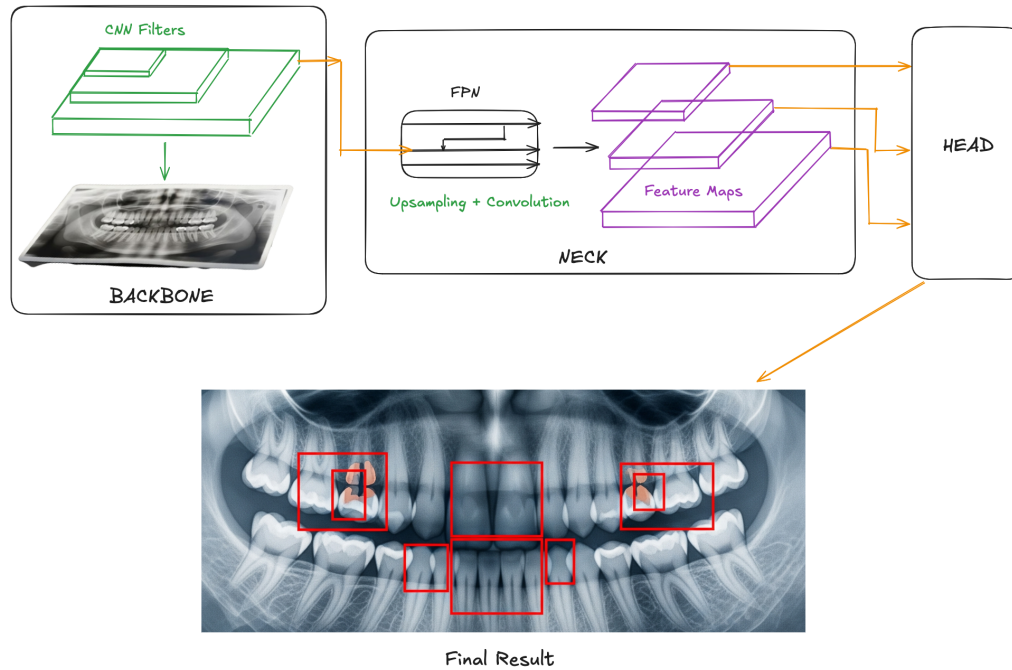 CNN Filters
BACKBONE
FPN
Upsampling + Convolution
Feature Maps
NECK
HEAD
Final Result